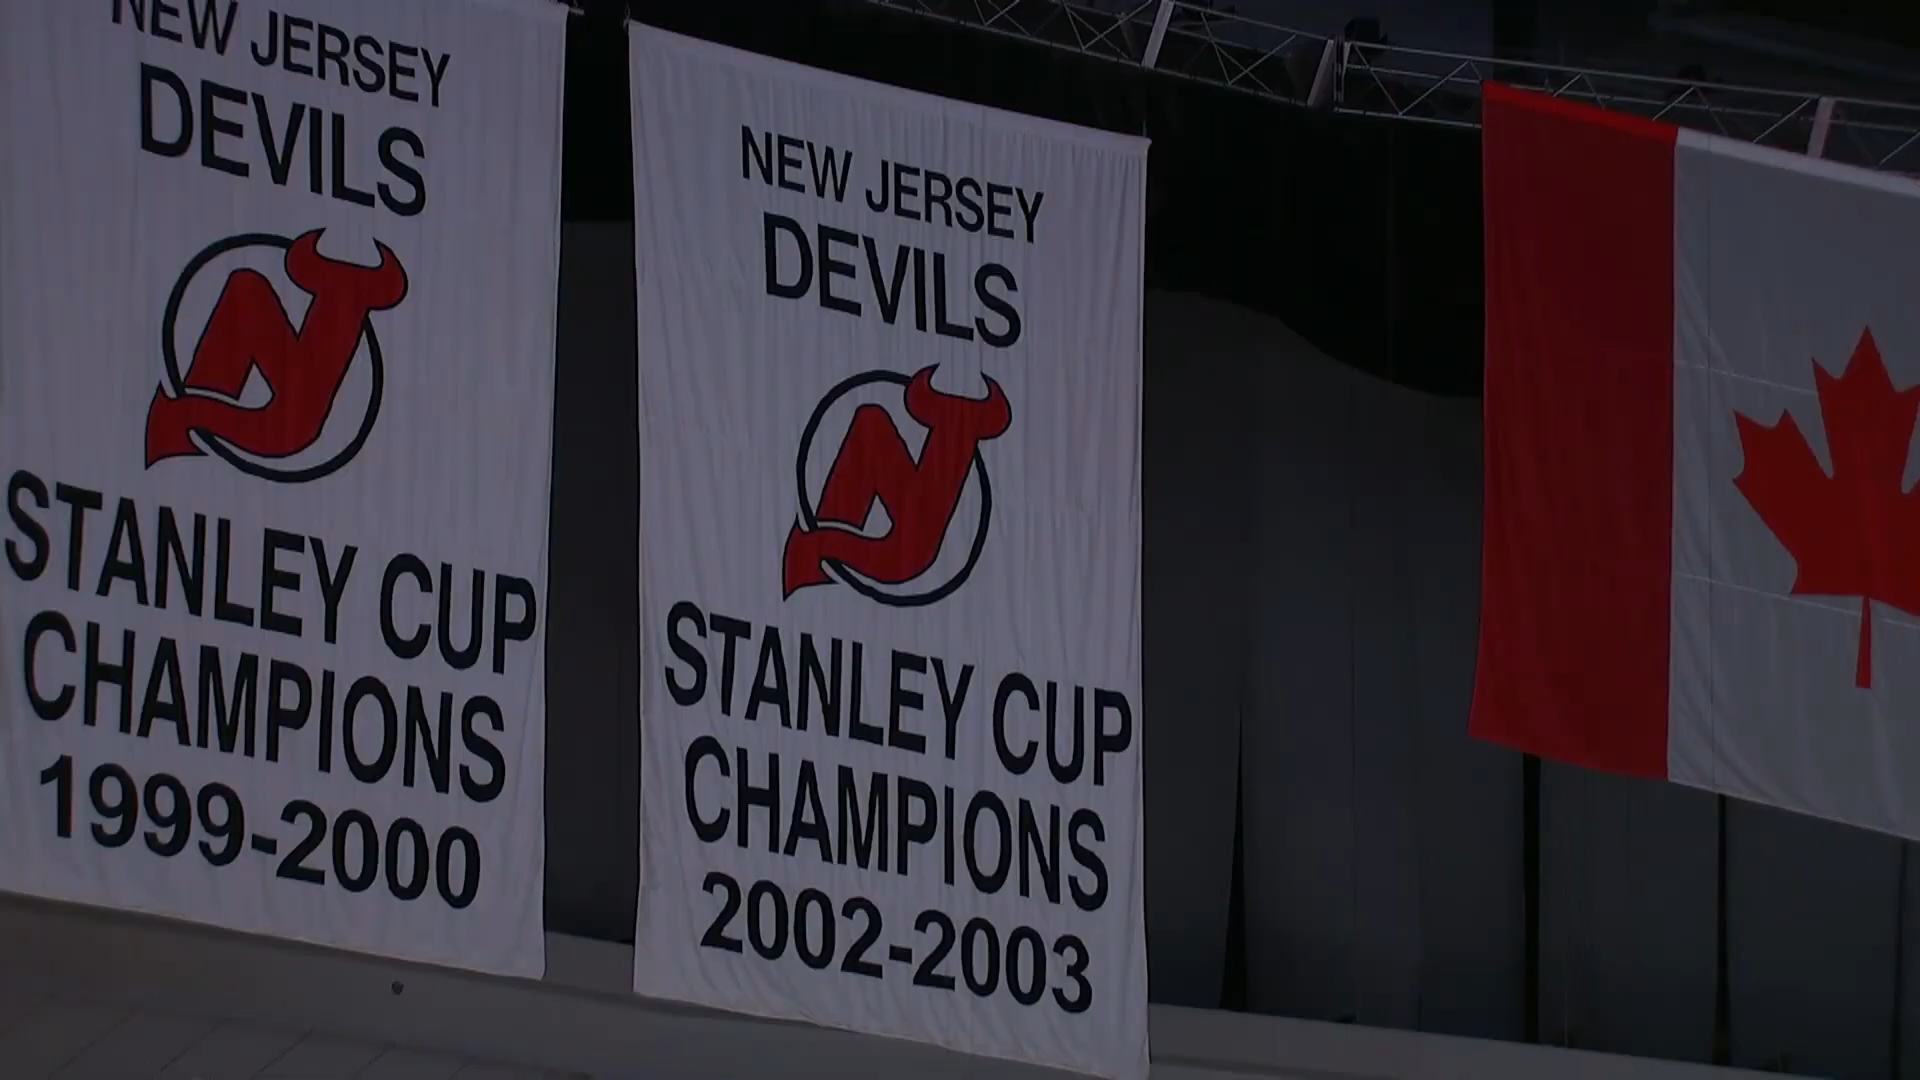 NEW JERSEY
DEVILS
STANLEY CUP
CHAMPIONS
1999-2000
NEW JERSEY
DEVILS
STANLEY CUP
CHAMPIONS
2002-2003